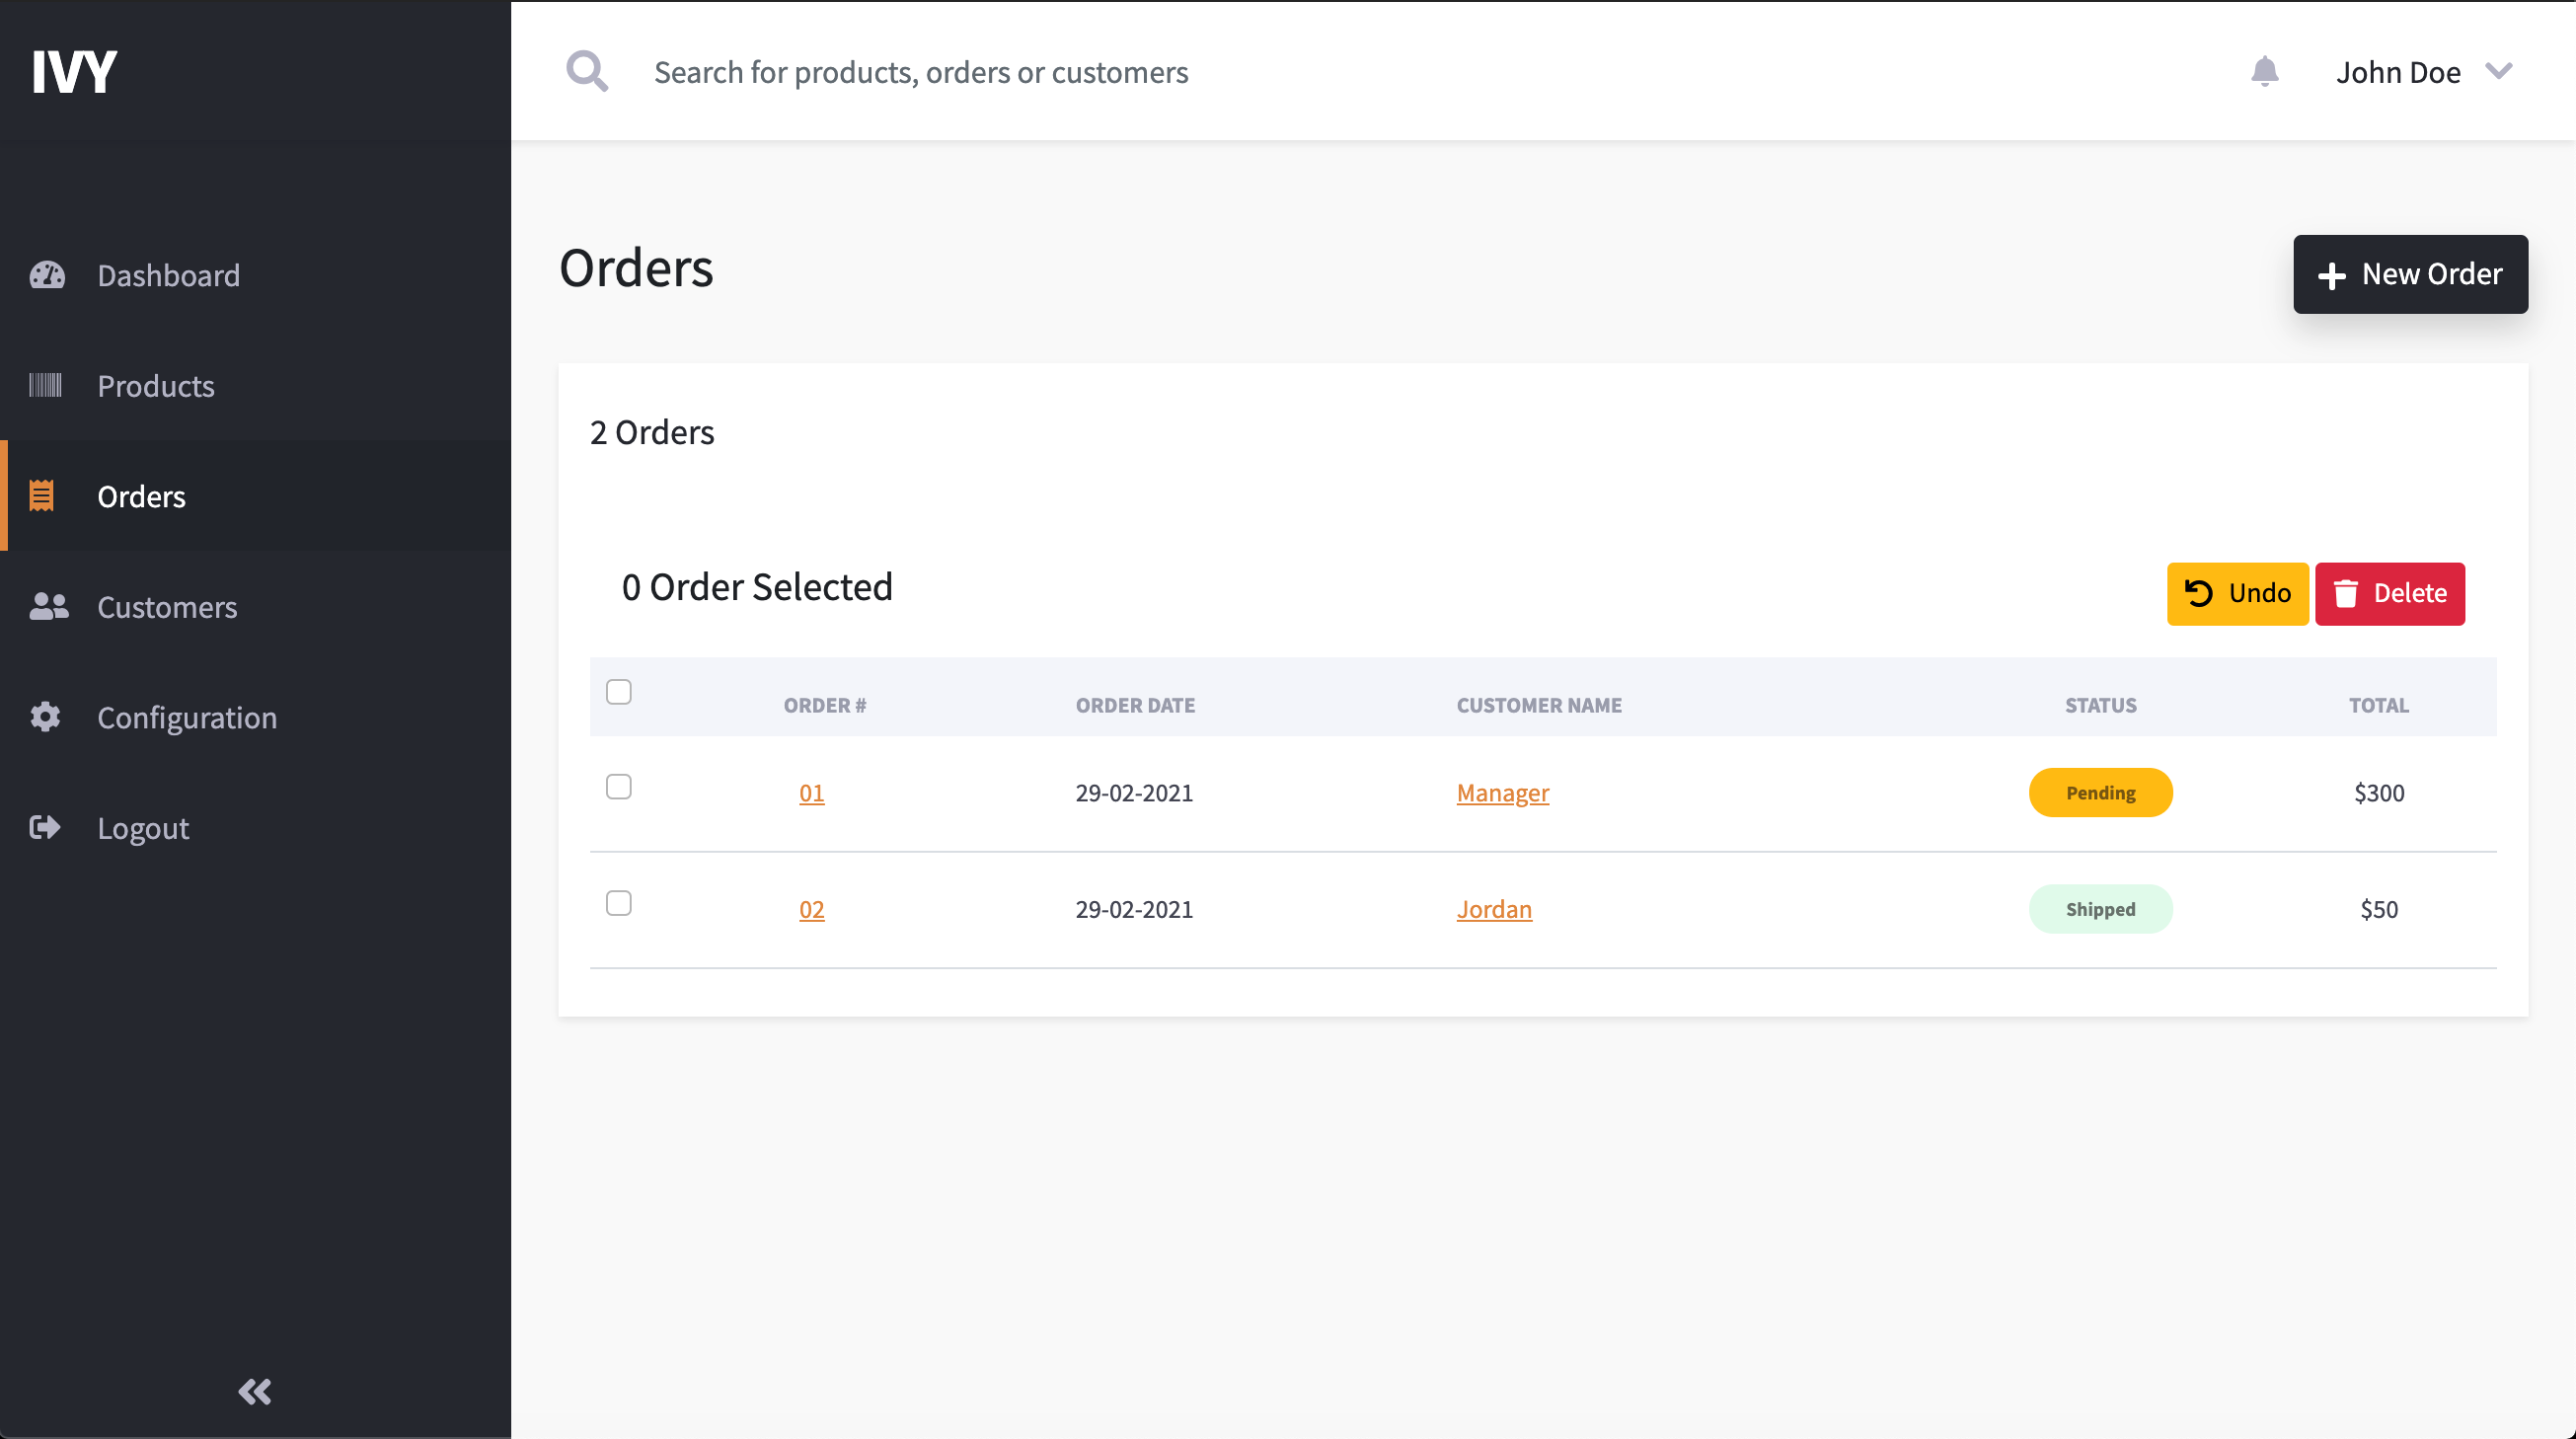 IVY
Search for products, orders or customers
John Doe
Dashboard
Products
Orders
Customers
Configuration
Logout
Orders
New Order
2 Orders
0 Order Selected
Undo
Delete
ORDER # ORDER DATE CUSTOMER NAME STATUS TOTAL
01 29-02-2021 Manager Pending $300
02 29-02-2021 Jordan Shipped $50